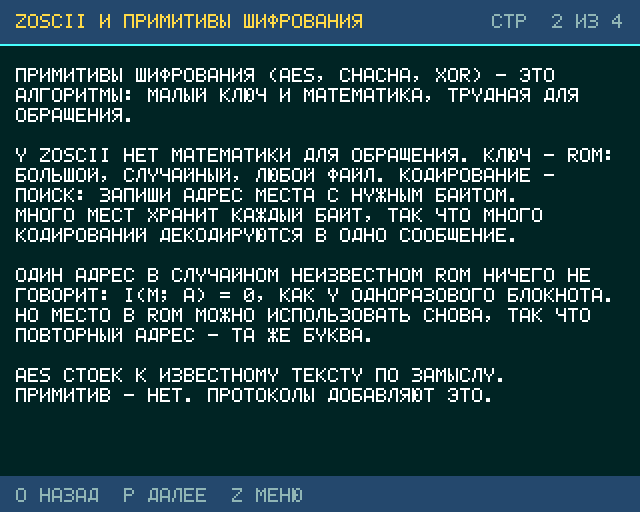 ZOSCII И ПРИМИТИВЫ ШИФРОВАНИЯ СТР 2 ИЗ 4
ПРИМИТИВЫ ШИФРОВАНИЯ (AES, CHACHA, XOR) - ЭТО
АЛГОРИТМЫ: МАЛЫЙ КЛЮЧ И МАТЕМАТИКА, ТРУДНАЯ ДЛЯ
ОБРАЩЕНИЯ.
У ZOSCII НЕТ МАТЕМАТИКИ ДЛЯ ОБРАЩЕНИЯ. КЛЮЧ - ROM:
БОЛЬШОЙ, СЛУЧАЙНЫЙ, ЛЮБОЙ ФАЙЛ. КОДИРОВАНИЕ -
ПОИСК: ЗАПИШИ АДРЕС МЕСТА С НУЖНЫМ БАЙТОМ.
МНОГО МЕСТ ХРАНИТ КАЖДЫЙ БАЙТ, ТАК ЧТО МНОГО
КОДИРОВАНИЙ ДЕКОДИРУЮТСЯ В ОДНО СООБЩЕНИЕ.
ОДИН АДРЕС В СЛУЧАЙНОМ НЕИЗВЕСТНОМ ROM НИЧЕГО НЕ
ГОВОРИТ: I(M; A) = 0, КАК У ОДНОРАЗОВОГО БЛОКНОТА.
НО МЕСТО В ROM МОЖНО ИСПОЛЬЗОВАТЬ СНОВА, ТАК ЧТО
ПОВТОРНЫЙ АДРЕС - ТА ЖЕ БУКВА.
AES СТОЕК К ИЗВЕСТНОМУ ТЕКСТУ ПО ЗАМЫСЛУ.
ПРИМИТИВ - НЕТ. ПРОТОКОЛЫ ДОБАВЛЯЮТ ЭТО.
O НАЗАД P ДАЛЕЕ Z МЕНЮ